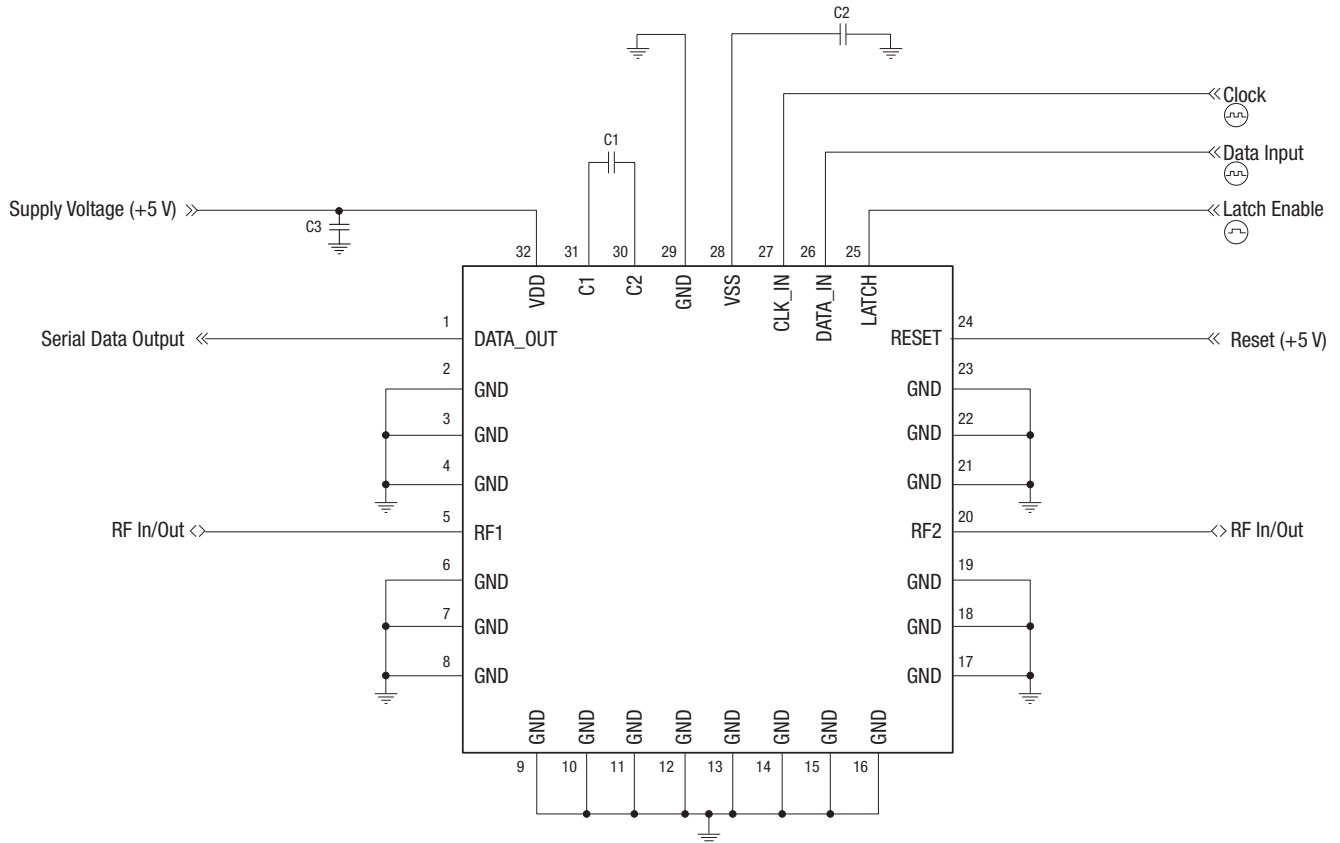 C2
Clock
C1
Data Input
Supply Voltage (+5 V)
Latch Enable
C3
32 31 30 29 28 27 26 25
VDD C1 C2 GND VSS CLK_IN DATA_IN LATCH
1 24
Serial Data Output DATA_OUT RESET Reset (+5 V)
2 23
GND GND
3 22
GND GND
4 21
GND GND
5 20
RF In/Out RF1 RF2 RF In/Out
6 19
GND GND
7 18
GND GND
8 17
GND GND
GND GND GND GND GND GND GND GND
9 10 11 12 13 14 15 16